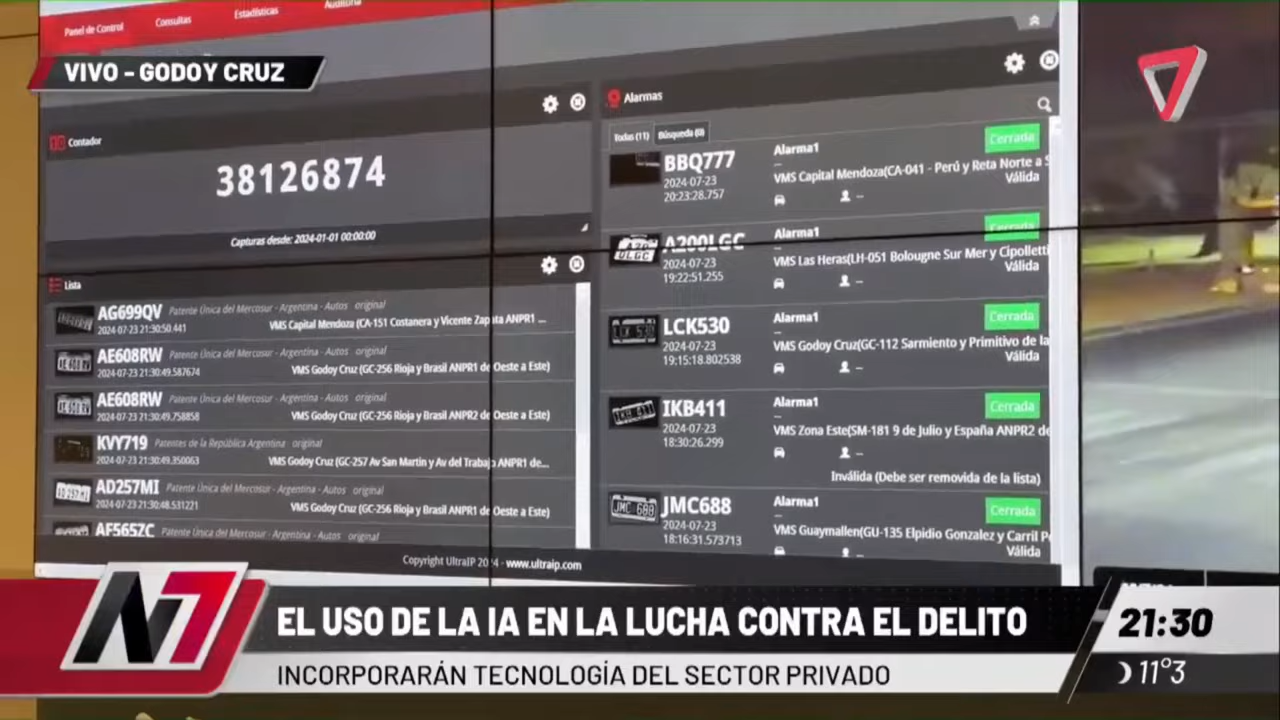 Panel de Control
Consultas
Estadísticas
Auditoria
VIVO - GODOY CRUZ
Contador
38126874
Capturas desde: 2024-01-01 00:00:00
Lista
AG699QV Patente Única del Mercosur - Argentina - Autos original
2024-07-23 21:30:50.441 VMS Capital Mendoza (CA-151 Costanera y Vicente Zapata ANPR1 ...
AE608RW Patente Única del Mercosur - Argentina - Autos original
2024-07-23 21:30:49.587674 VMS Godoy Cruz (GC-256 Rioja y Brasil ANPR1 de Oeste a Este)
AE608RW Patente Única del Mercosur - Argentina - Autos original
2024-07-23 21:30:49.758858 VMS Godoy Cruz (GC-256 Rioja y Brasil ANPR2 de Oeste a Este)
KVY719 Patentes de la República Argentina original
2024-07-23 21:30:49.350063 VMS Godoy Cruz (GC-257 Av San Martin y Av del Trabajo ANPR1 de...
AD257MI Patente Única del Mercosur - Argentina - Autos original
2024-07-23 21:30:48.531221 VMS Godoy Cruz (GC-256 Rioja y Brasil ANPR1 de Oeste a Este)
AF565ZC Patente Única del Mercosur - Argentina - Autos original
Copyright UltraIP 2024 - www.ultraip.com
Alarmas
Todas (11) Búsqueda (0)
BBQ777 Alarma1 Cerrada
2024-07-23 --
20:23:28.757 VMS Capital Mendoza(CA-041 - Perú y Reta Norte a S
Válida
--
A200LGC Alarma1 Cerrada
2024-07-23 --
19:22:51.255 VMS Las Heras(LH-051 Bolougne Sur Mer y Cipolletti
Válida
--
LCK530 Alarma1 Cerrada
2024-07-23 --
19:15:18.802538 VMS Godoy Cruz(GC-112 Sarmiento y Primitivo de la
Válida
--
IKB411 Alarma1 Cerrada
2024-07-23 --
18:30:26.299 VMS Zona Este(SM-181 9 de Julio y España ANPR2 de
--
Inválida (Debe ser removida de la lista)
JMC 688
JMC688 Alarma1 Cerrada
2024-07-23 --
18:16:31.573713 VMS Guaymallen(GU-135 Elpidio Gonzalez y Carril P
Válida
--
N7
EL USO DE LA IA EN LA LUCHA CONTRA EL DELITO
INCORPORARÁN TECNOLOGÍA DEL SECTOR PRIVADO
21:30
11°3